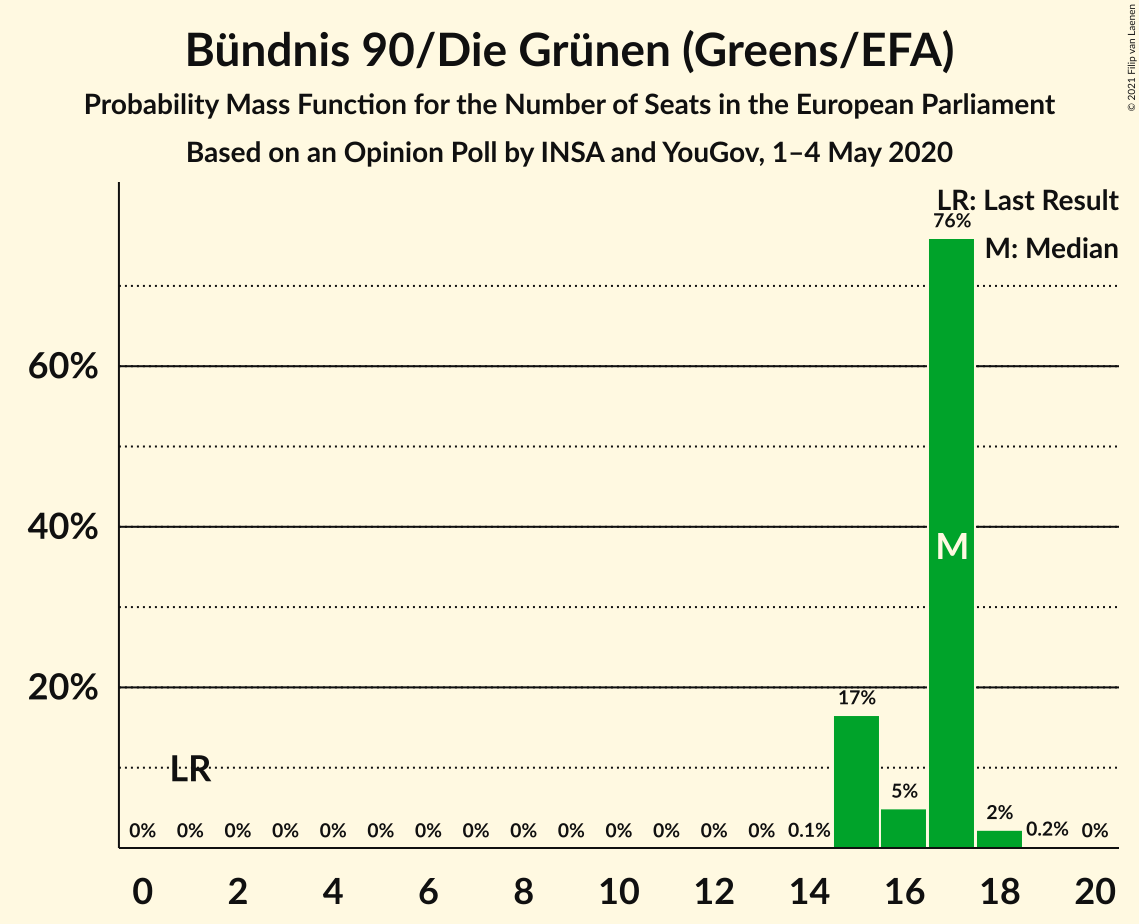 Bündnis 90/Die Grünen (Greens/EFA)
Probability Mass Function for the Number of Seats in the European Parliament
Based on an Opinion Poll by INSA and YouGov, 1–4 May 2020
© 2021 Filip van Laenen
LR: Last Result
76%
M: Median
60%
40%
M
20%
17%
LR
5%
2%
0% 0% 0% 0% 0% 0% 0% 0% 0% 0% 0% 0% 0% 0% 0.1% 0.2% 0%
0 2 4 6 8 10 12 14 16 18 20